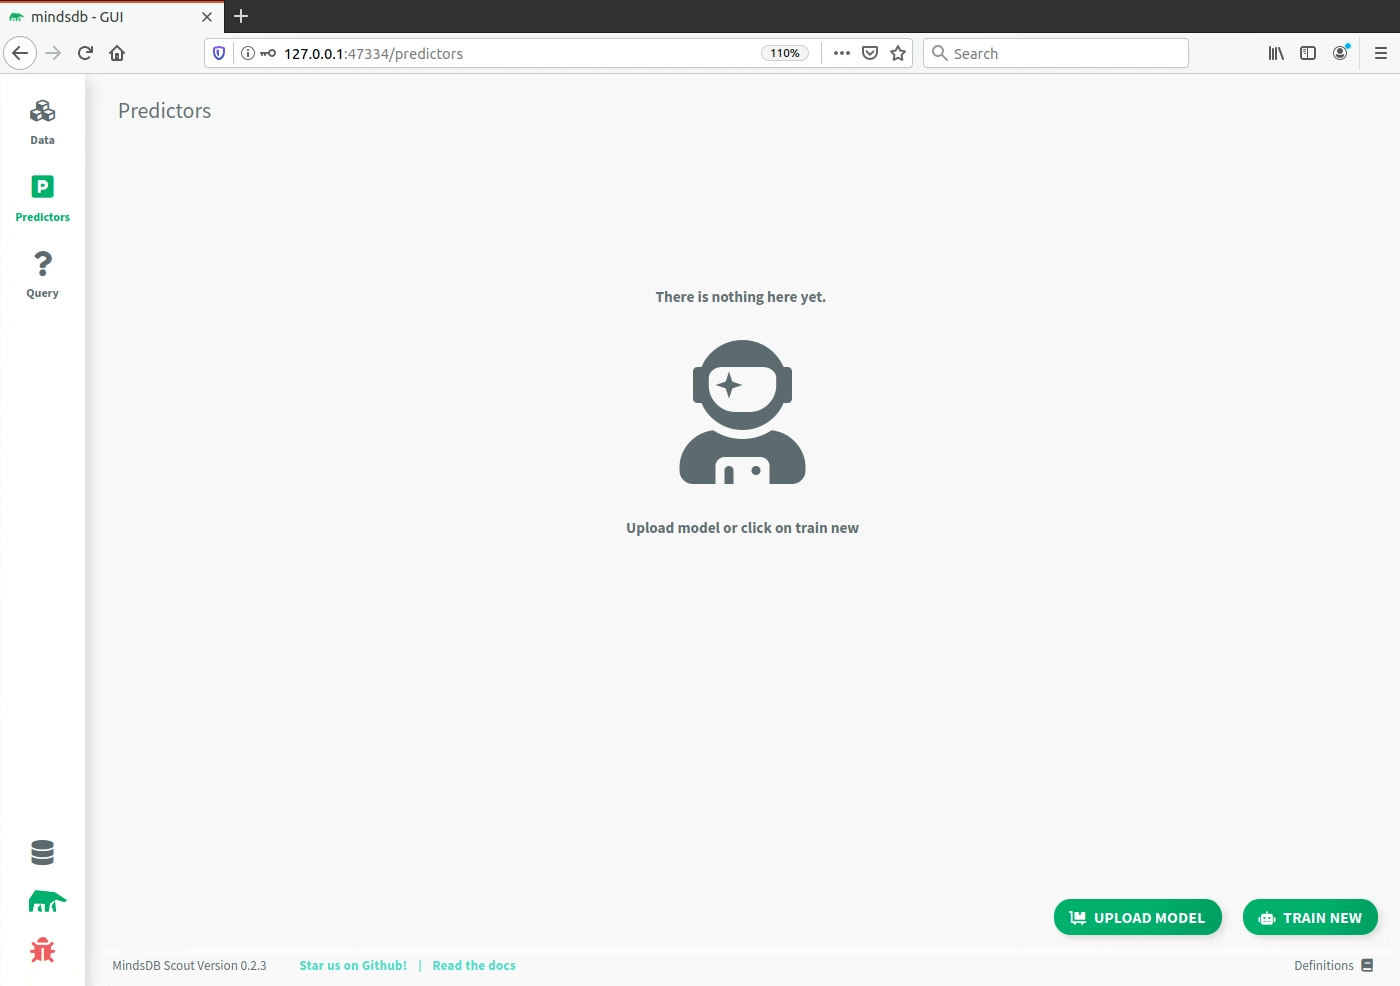 mindsdb - GUI
127.0.0.1:47334/predictors
110%
Search
Data
P
Predictors
Query
Predictors
There is nothing here yet.
Upload model or click on train new
UPLOAD MODEL
TRAIN NEW
MindsDB Scout Version 0.2.3
Star us on Github! | Read the docs
Definitions